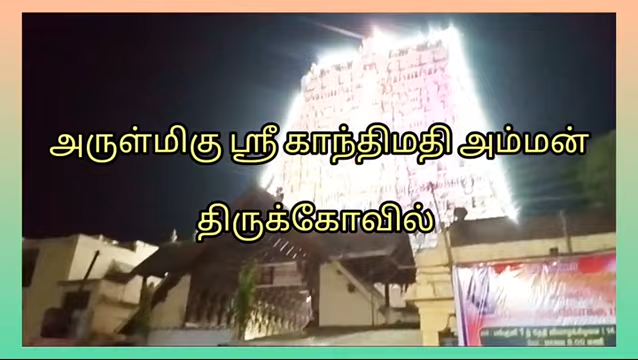 அருள்மிகு ஸ்ரீ காந்திமதி அம்மன்
திருக்கோவில்